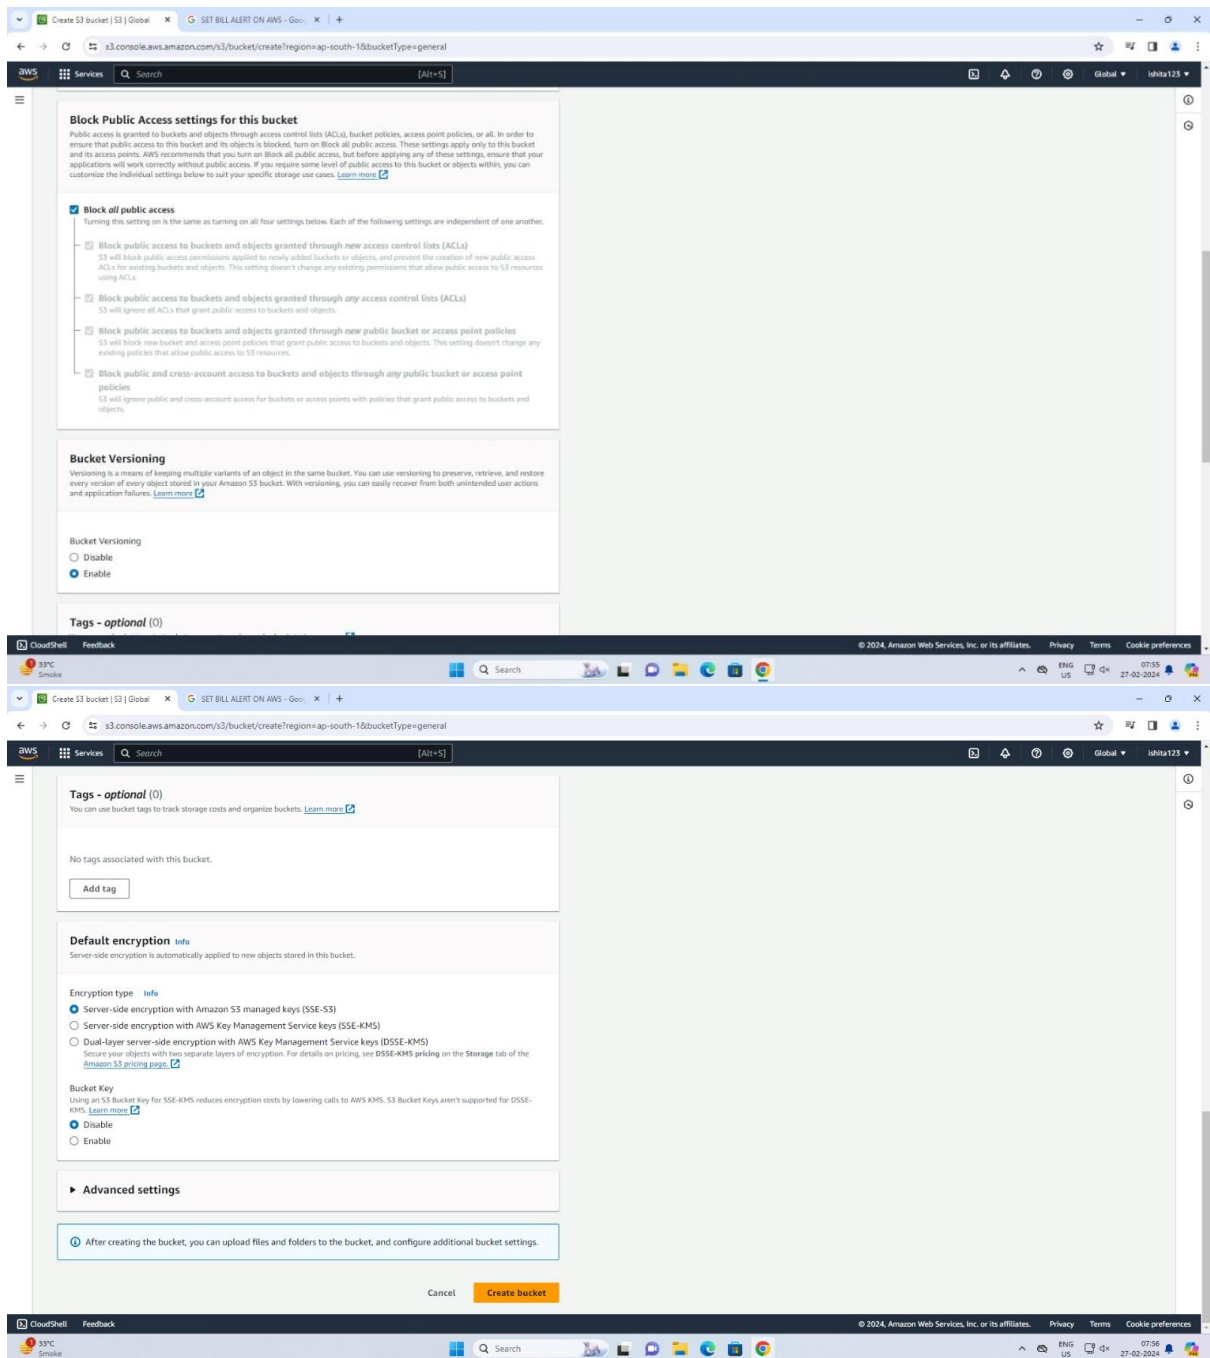 Create S3 bucket | S3 | Global
SET BILL ALERT ON AWS - Goo
s3.console.aws.amazon.com/s3/bucket/create?region=ap-south-1&bucketType=general
aws Services Search [Alt+S] Global ishita123
Block Public Access settings for this bucket
Public access is granted to buckets and objects through access control lists (ACLs), bucket policies, access point policies, or all. In order to
ensure that public access to this bucket and its objects is blocked, turn on Block all public access. These settings apply only to this bucket
and its access points. AWS recommends that you turn on Block all public access, but before applying any of these settings, ensure that your
applications will work correctly without public access. If you require some level of public access to this bucket or objects within, you can
customize the individual settings below to suit your specific storage use cases. Learn more
Block all public access
Turning this setting on is the same as turning on all four settings below. Each of the following settings are independent of one another.
Block public access to buckets and objects granted through new access control lists (ACLs)
S3 will block public access permissions applied to newly added buckets or objects, and prevent the creation of new public access
ACLs for existing buckets and objects. This setting doesn't change any existing permissions that allow public access to S3 resources
using ACLs.
Block public access to buckets and objects granted through any access control lists (ACLs)
S3 will ignore all ACLs that grant public access to buckets and objects.
Block public access to buckets and objects granted through new public bucket or access point policies
S3 will block new bucket and access point policies that grant public access to buckets and objects. This setting doesn't change any
existing policies that allow public access to S3 resources.
Block public and cross-account access to buckets and objects through any public bucket or access point
policies
S3 will ignore public and cross-account access for buckets or access points with policies that grant public access to buckets and
objects.
Bucket Versioning
Versioning is a means of keeping multiple variants of an object in the same bucket. You can use versioning to preserve, retrieve, and restore
every version of every object stored in your Amazon S3 bucket. With versioning, you can easily recover from both unintended user actions
and application failures. Learn more
Bucket Versioning
Disable
Enable
Tags - optional (0)
CloudShell Feedback © 2024, Amazon Web Services, Inc. or its affiliates. Privacy Terms Cookie preferences
1 33°C Search ENG 07:55
Smoke US 27-02-2024
Create S3 bucket | S3 | Global
SET BILL ALERT ON AWS - Goo
s3.console.aws.amazon.com/s3/bucket/create?region=ap-south-1&bucketType=general
aws Services Search [Alt+S] Global ishita123
Tags - optional (0)
You can use bucket tags to track storage costs and organize buckets. Learn more
No tags associated with this bucket.
Add tag
Default encryption Info
Server-side encryption is automatically applied to new objects stored in this bucket.
Encryption type Info
Server-side encryption with Amazon S3 managed keys (SSE-S3)
Server-side encryption with AWS Key Management Service keys (SSE-KMS)
Dual-layer server-side encryption with AWS Key Management Service keys (DSSE-KMS)
Secure your objects with two separate layers of encryption. For details on pricing, see DSSE-KMS pricing on the Storage tab of the
Amazon S3 pricing page.
Bucket Key
Using an S3 Bucket Key for SSE-KMS reduces encryption costs by lowering calls to AWS KMS. S3 Bucket Keys aren't supported for DSSE-
KMS. Learn more
Disable
Enable
Advanced settings
After creating the bucket, you can upload files and folders to the bucket, and configure additional bucket settings.
Cancel Create bucket
CloudShell Feedback © 2024, Amazon Web Services, Inc. or its affiliates. Privacy Terms Cookie preferences
1 33°C Search ENG 07:56
Smoke US 27-02-2024